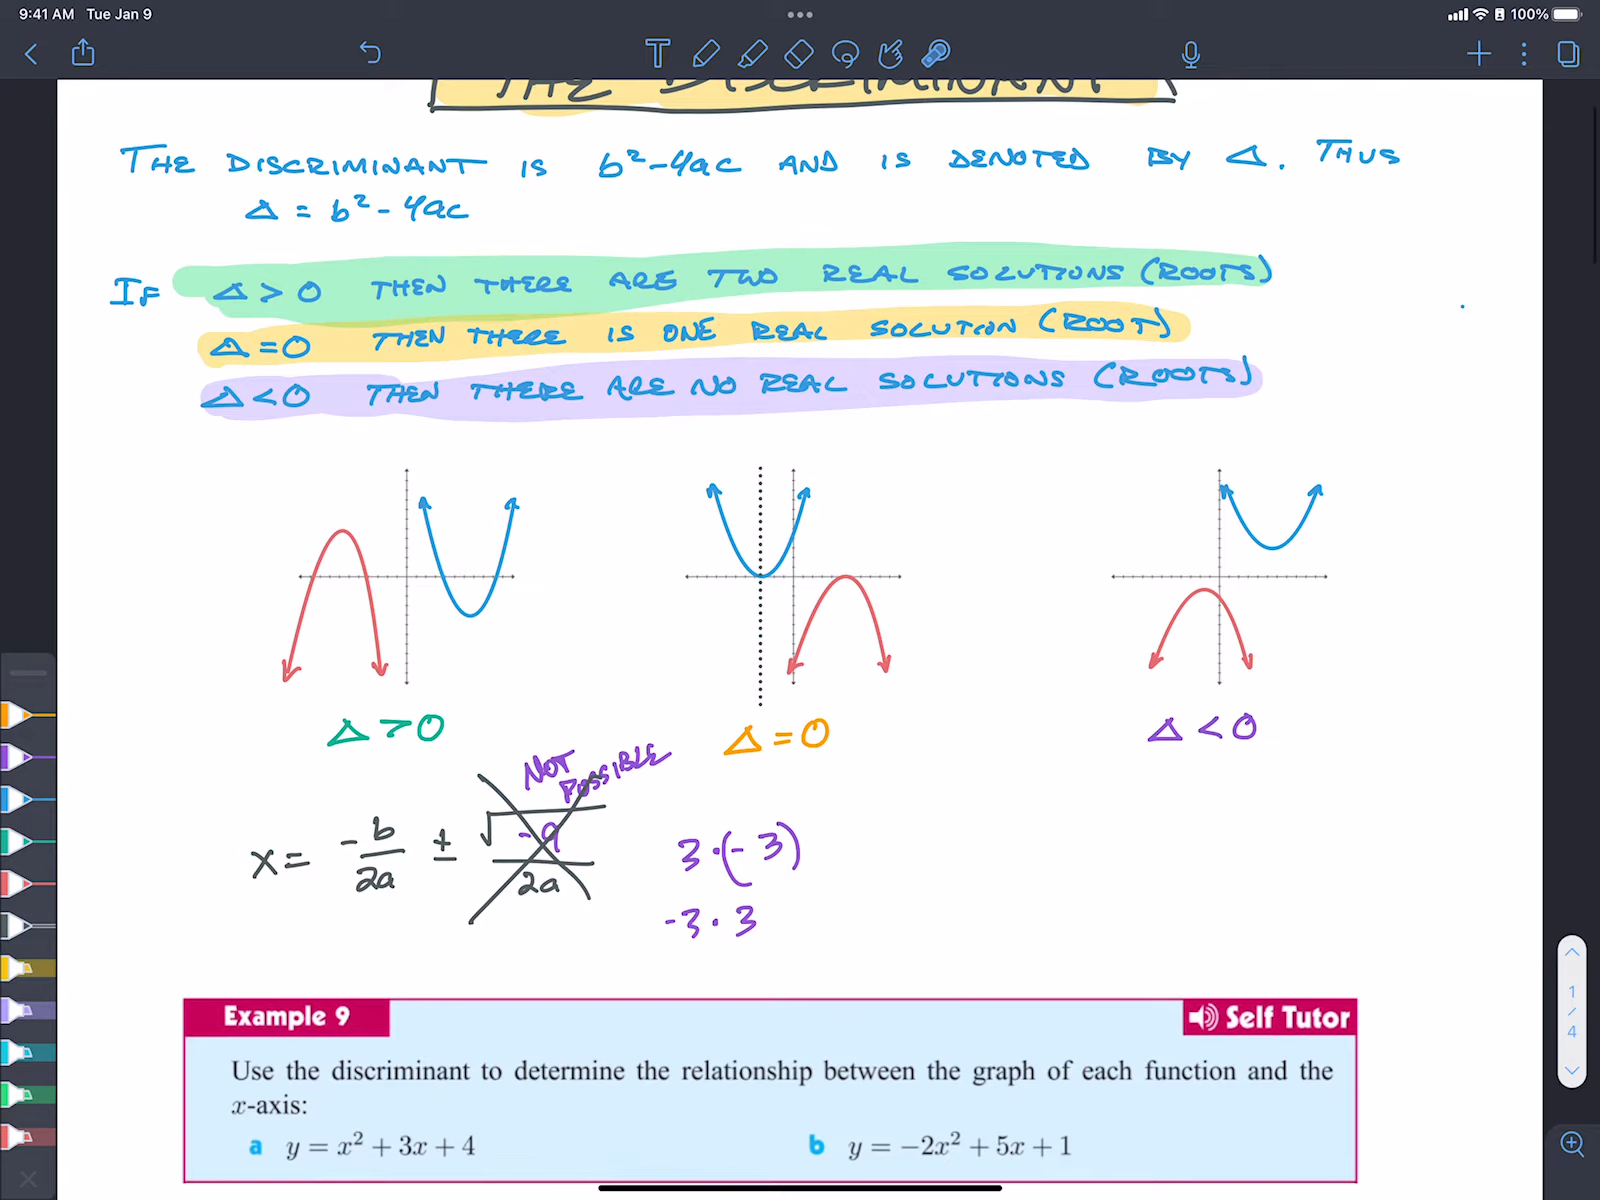 9:41 AM Tue Jan 9
100%
THE DISCRIMINANT
THE DISCRIMINANT IS b²-4ac AND IS DENOTED BY Δ. THUS
Δ = b² - 4ac
IF Δ > 0 THEN THERE ARE TWO REAL SOLUTIONS (ROOTS)
Δ = 0 THEN THERE IS ONE REAL SOLUTION (ROOT)
Δ < 0 THEN THERE ARE NO REAL SOLUTIONS (ROOTS)
Δ > 0
Δ = 0
Δ < 0
NOT POSSIBLE
x = -b/2a ± √-9/2a
3·(-3)
-3·3
1/4
Example 9
Self Tutor
Use the discriminant to determine the relationship between the graph of each function and the
x-axis:
a y = x² + 3x + 4
b y = −2x² + 5x + 1